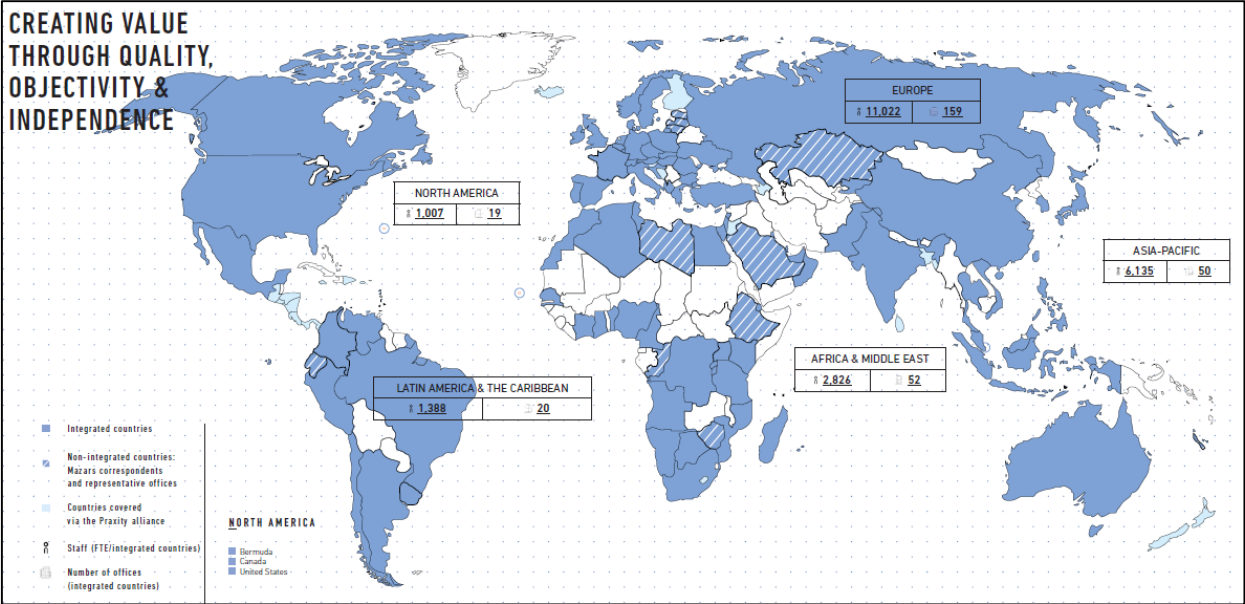 CREATING VALUE
THROUGH QUALITY,
OBJECTIVITY &
INDEPENDENCE
EUROPE
11,022 159
NORTH AMERICA
1,007 19
ASIA-PACIFIC
6,135 50
AFRICA & MIDDLE EAST
2,826 52
LATIN AMERICA & THE CARIBBEAN
1,388 20
Integrated countries
Non-integrated countries:
Mazars correspondents
and representative offices
Countries covered
via the Praxity alliance
Staff (FTE/integrated countries)
Number of offices
(integrated countries)
NORTH AMERICA
Bermuda
Canada
United States